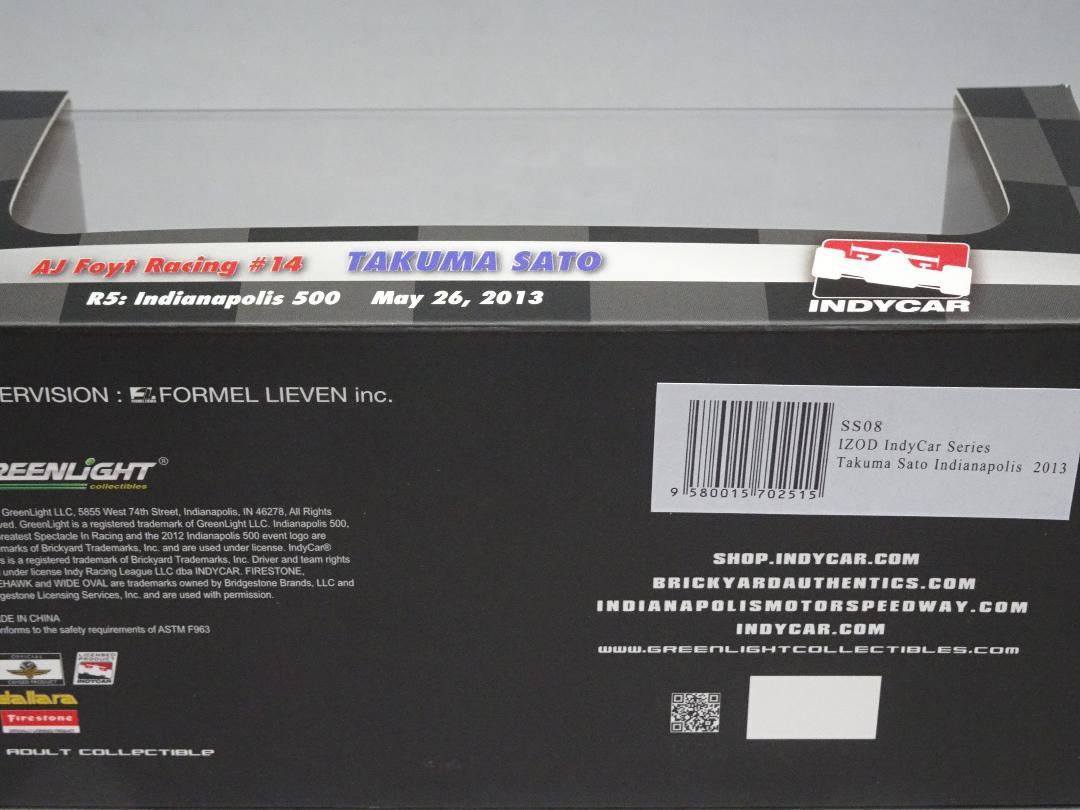 AJ Foyt Racing #14 TAKUMA SATO
R5: Indianapolis 500 May 26, 2013
INDYCAR
ERVISION : FL FORMEL LIEVEN inc.
REENLiGHT®
collectibles
GreenLight LLC, 5855 West 74th Street, Indianapolis, IN 46278, All Rights
ved. GreenLight is a registered trademark of GreenLight LLC. Indianapolis 500,
reatest Spectacle In Racing and the 2012 Indianapolis 500 event logo are
marks of Brickyard Trademarks, Inc. and are used under license. IndyCar®
s is a registered trademark of Brickyard Trademarks, Inc. Driver and team rights
under license Indy Racing League LLC dba INDYCAR. FIRESTONE,
EHAWK and WIDE OVAL are trademarks owned by Bridgestone Brands, LLC and
gestone Licensing Services, Inc. and are used with permission.
DE IN CHINA
nforms to the safety requirements of ASTM F963
OFFICIAL
LICENSED PRODUCT
INDYCAR
dallara
Firestone
ADULT COLLECTIBLE
SS08
IZOD IndyCar Series
Takuma Sato Indianapolis 2013
9 580015 702515
SHOP.INDYCAR.COM
BRICKYARDAUTHENTICS.COM
INDIANAPOLISMOTORSPEEDWAY.COM
INDYCAR.COM
www.GREENLIGHTCOLLECTIBLES.COM